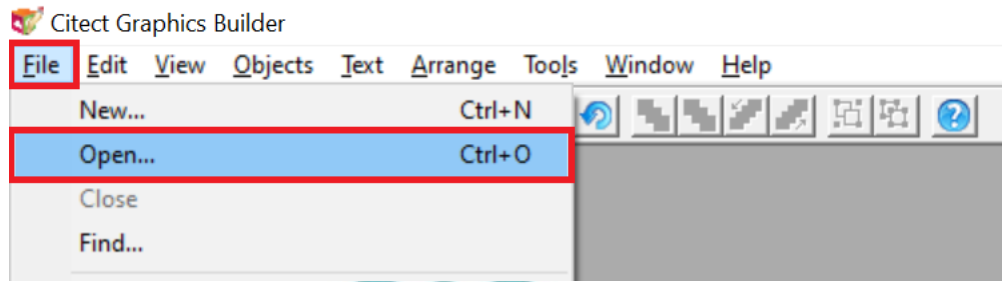 Citect Graphics Builder
File Edit View Objects Text Arrange Tools Window Help
New... Ctrl+N
Open... Ctrl+O
Close
Find...